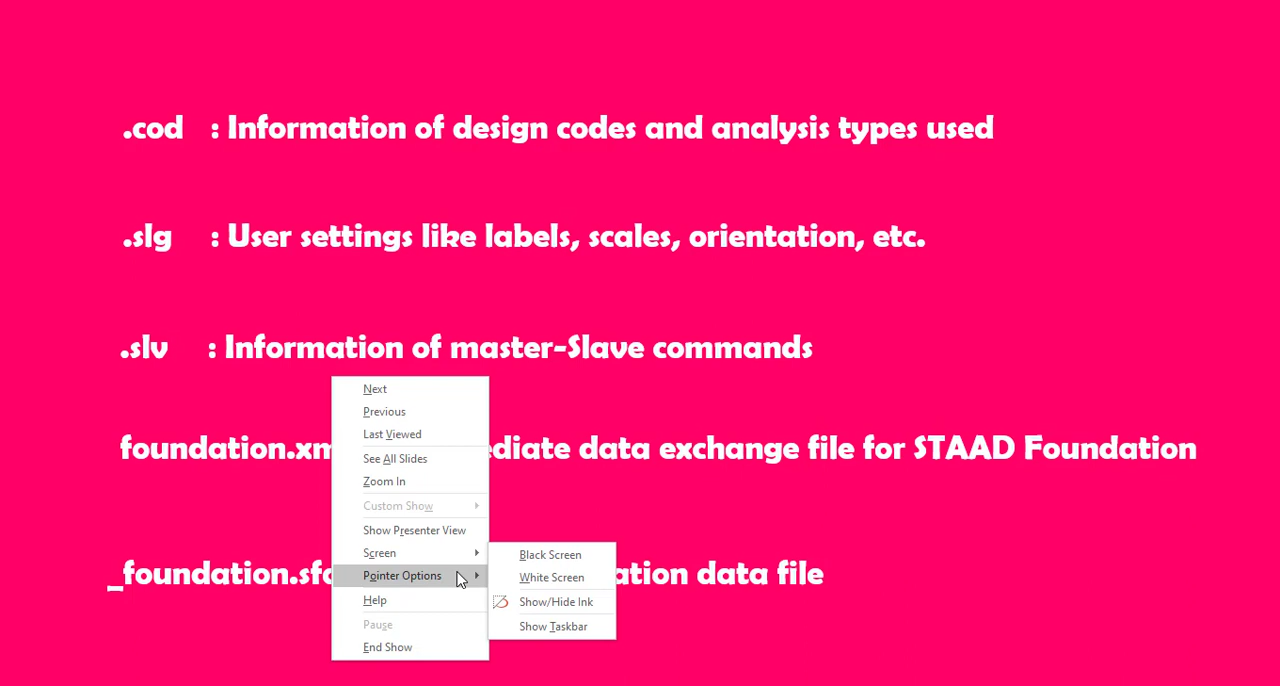 .cod : Information of design codes and analysis types used
.slg : User settings like labels, scales, orientation, etc.
.slv : Information of master-Slave commands
Next
Previous
Last Viewed
foundation.xm ediate data exchange file for STAAD Foundation
See All Slides
Zoom In
Custom Show
Show Presenter View
Screen
Black Screen
Pointer Options
White Screen
_foundation.sf ation data file
Help
Show/Hide Ink
Pause
Show Taskbar
End Show